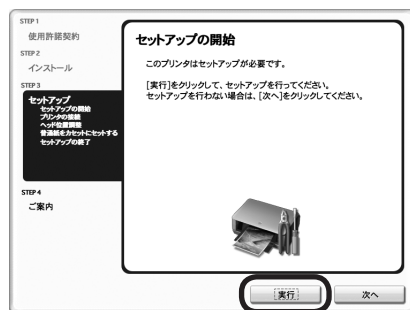 STEP 1
使用許諾契約
STEP 2
インストール
STEP 3
セットアップ
セットアップの開始
プリンタの接続
ヘッド位置調整
普通紙をカセットにセットする
セットアップの終了
STEP 4
ご案内
セットアップの開始
このプリンタはセットアップが必要です。
[実行]をクリックして、セットアップを行ってください。
セットアップを行わない場合は、[次へ]をクリックしてください。
実行
次へ